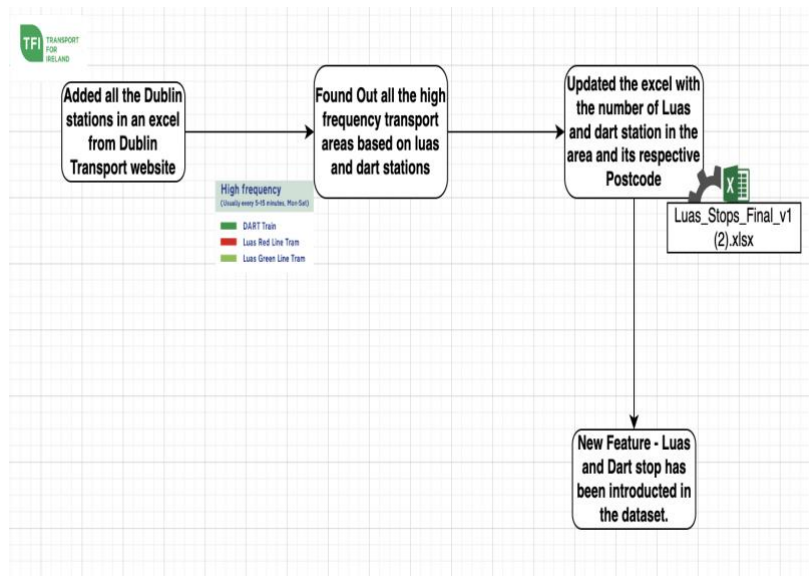 TFI
TRANSPORT
FOR
IRELAND
Added all the Dublin
stations in an excel
from Dublin
Transport website
Found Out all the high
frequency transport
areas based on luas
and dart stations
Updated the excel with
the number of Luas
and dart station in the
area and its respective
Postcode
High frequency
(Usually every 5-15 minutes, Mon-Sat)
DART Train
Luas Red Line Tram
Luas Green Line Tram
X
Luas_Stops_Final_v1
(2).xlsx
New Feature - Luas
and Dart stop has
been introducted in
the dataset.